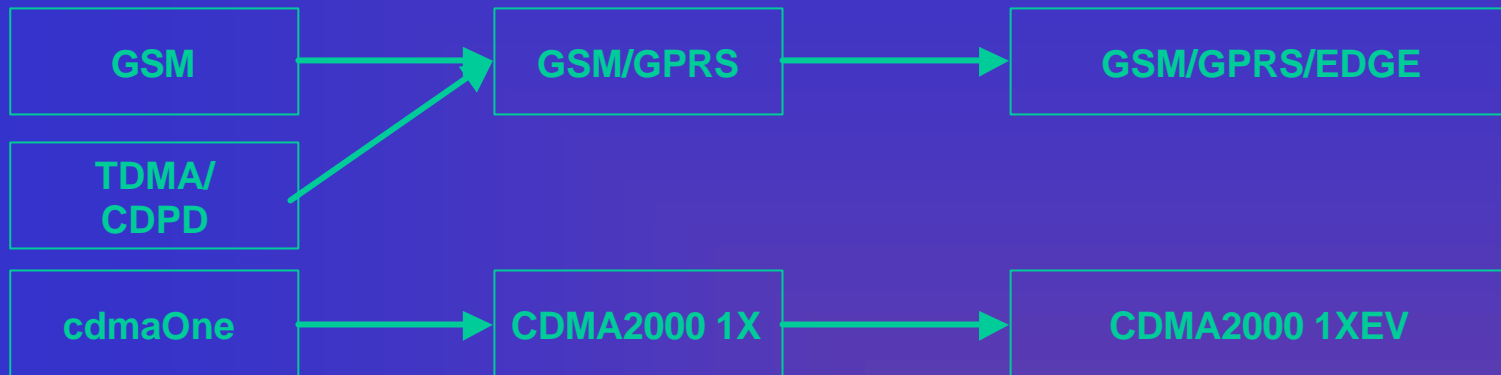 GSM
GSM/GPRS
GSM/GPRS/EDGE
TDMA/
CDPD
cdmaOne
CDMA2000 1X
CDMA2000 1XEV